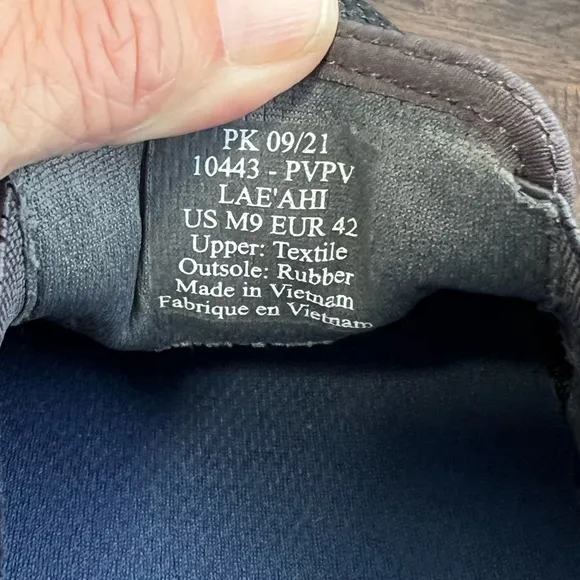 PK 09/21
10443 - PVPV
LAE'AHI
US M9 EUR 42
Upper: Textile
Outsole: Rubber
Made in Vietnam
Fabrique en Vietnam